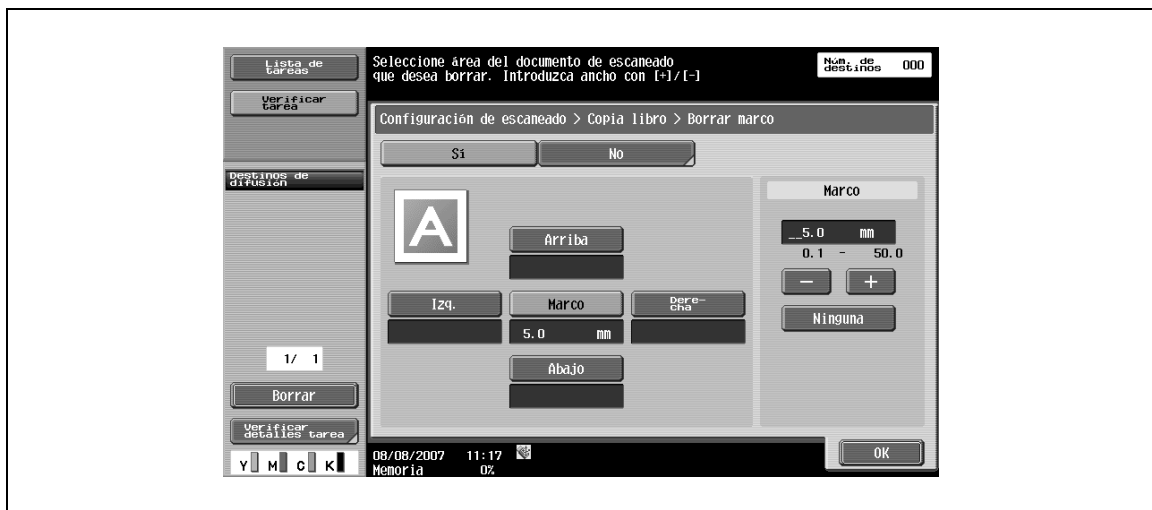 Lista de
tareas
Verificar
tarea
Seleccione área del documento de escaneado
que desea borrar. Introduzca ancho con [+]/[-]
Núm. de
destinos 000
Configuración de escaneado > Copia libro > Borrar marco
Sí No
Destinos de
difusión
A
Marco
__5.0 mm
0.1 - 50.0
- +
Ninguna
Arriba
Izq. Marco Dere-
cha
5.0 mm
Abajo
1/ 1
Borrar
Verificar
detalles tarea
Y M C K
08/08/2007 11:17
Memoria 0%
OK